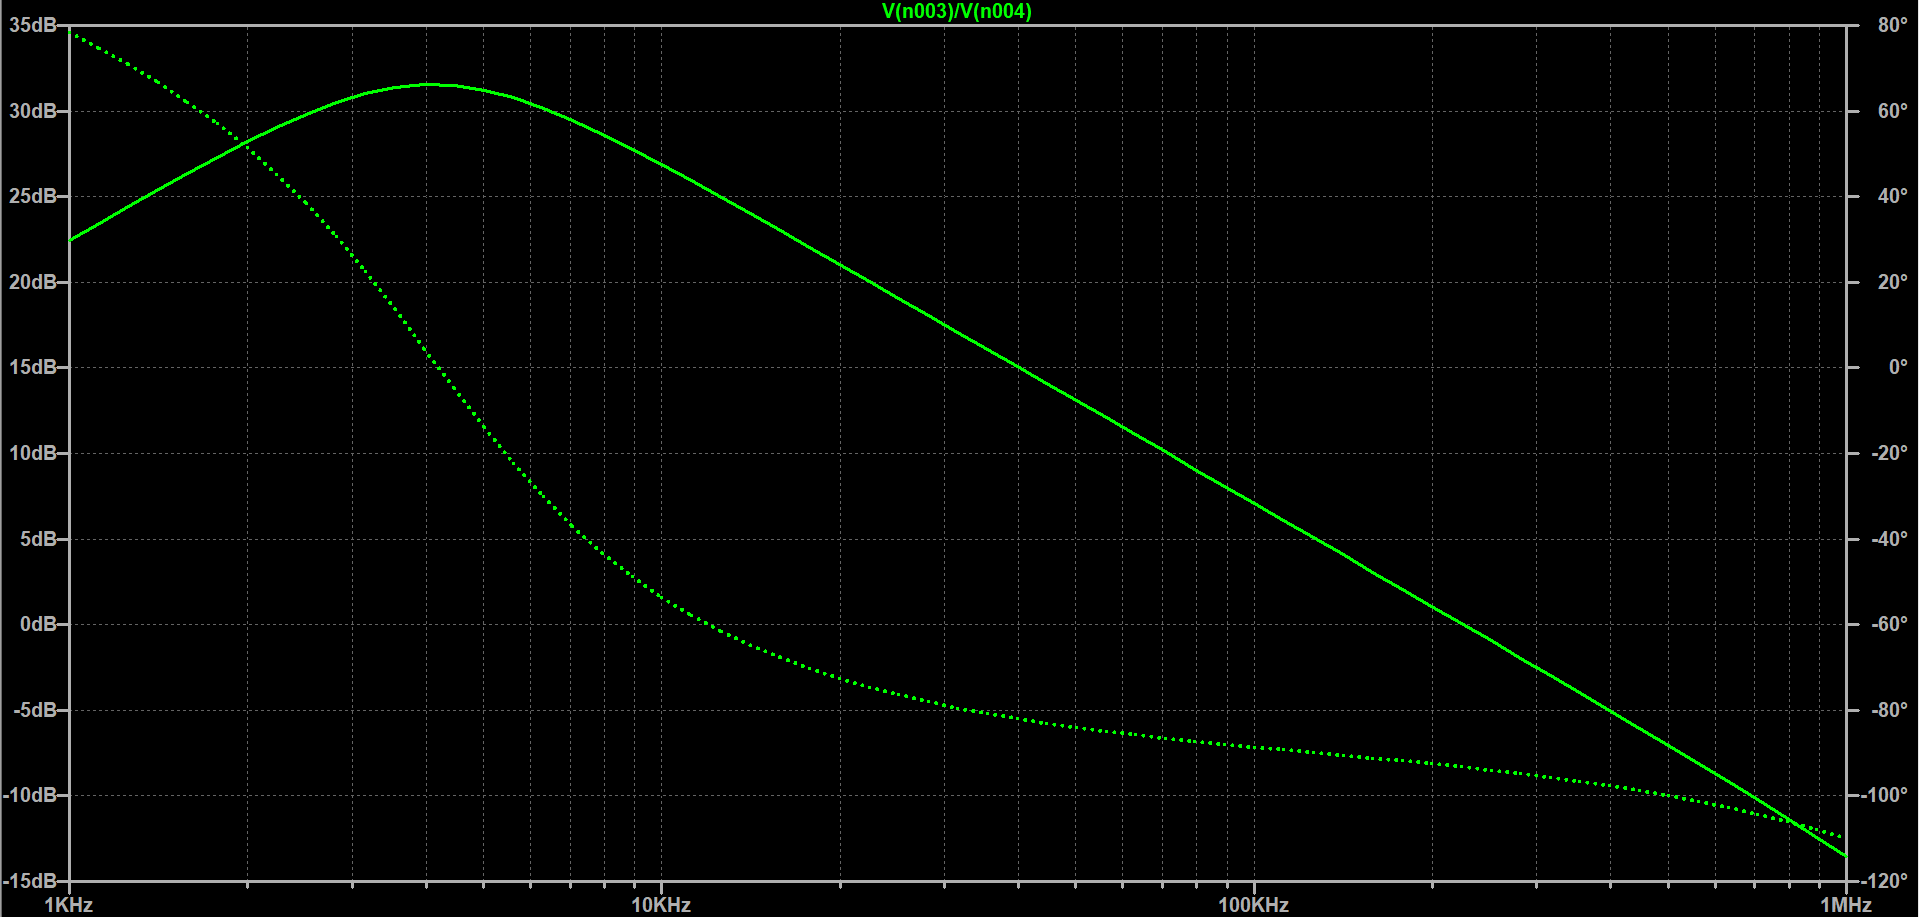 V(n003)/V(n004)
35dB
30dB
25dB
20dB
15dB
10dB
5dB
0dB
-5dB
-10dB
-15dB
80°
60°
40°
20°
0°
-20°
-40°
-60°
-80°
-100°
-120°
1KHz 10KHz 100KHz 1MHz